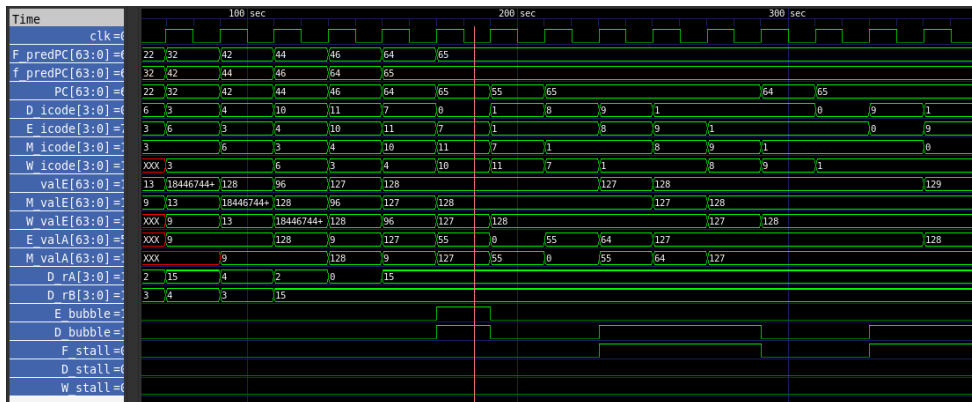 Time 100 sec 200 sec 300 sec
clk=0
F_predPC[63:0]=6 22 32 42 44 46 64 65
f_predPC[63:0]=6 32 42 44 46 64 65
PC[63:0]=6 22 32 42 44 46 64 65 55 65 64 65
D_icode[3:0]=0 6 3 4 10 11 7 0 1 8 9 1 0 9 1
E_icode[3:0]=7 3 6 3 4 10 11 7 1 8 9 1 0 9
M_icode[3:0]=1 3 6 3 4 10 11 7 1 8 9 1 0
W_icode[3:0]=1 XXX 3 6 3 4 10 11 7 1 8 9 1
valE[63:0]=1 13 18446744+ 128 96 127 128 127 128 129
M_valE[63:0]=1 9 13 18446744+ 128 96 127 128 127 128
W_valE[63:0]=1 XXX 9 13 18446744+ 128 96 127 128 127 128
E_valA[63:0]=5 XXX 9 128 9 127 55 0 55 64 127 128
M_valA[63:0]=1 XXX 9 128 9 127 55 0 55 64 127
D_rA[3:0]=1 2 15 4 2 0 15
D_rB[3:0]=1 3 4 3 15
E_bubble=1
D_bubble=1
F_stall=0
D_stall=0
W_stall=0